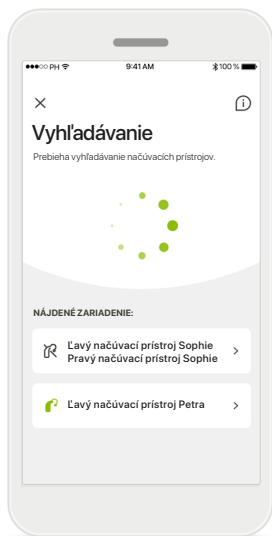 PH 9:41 AM 100 %
Vyhľadávanie
Prebieha vyhľadávanie načúvacích prístrojov.
NÁJDENÉ ZARIADENIE:
Ľavý načúvací prístroj Sophie
Pravý načúvací prístroj Sophie
Ľavý načúvací prístroj Petra